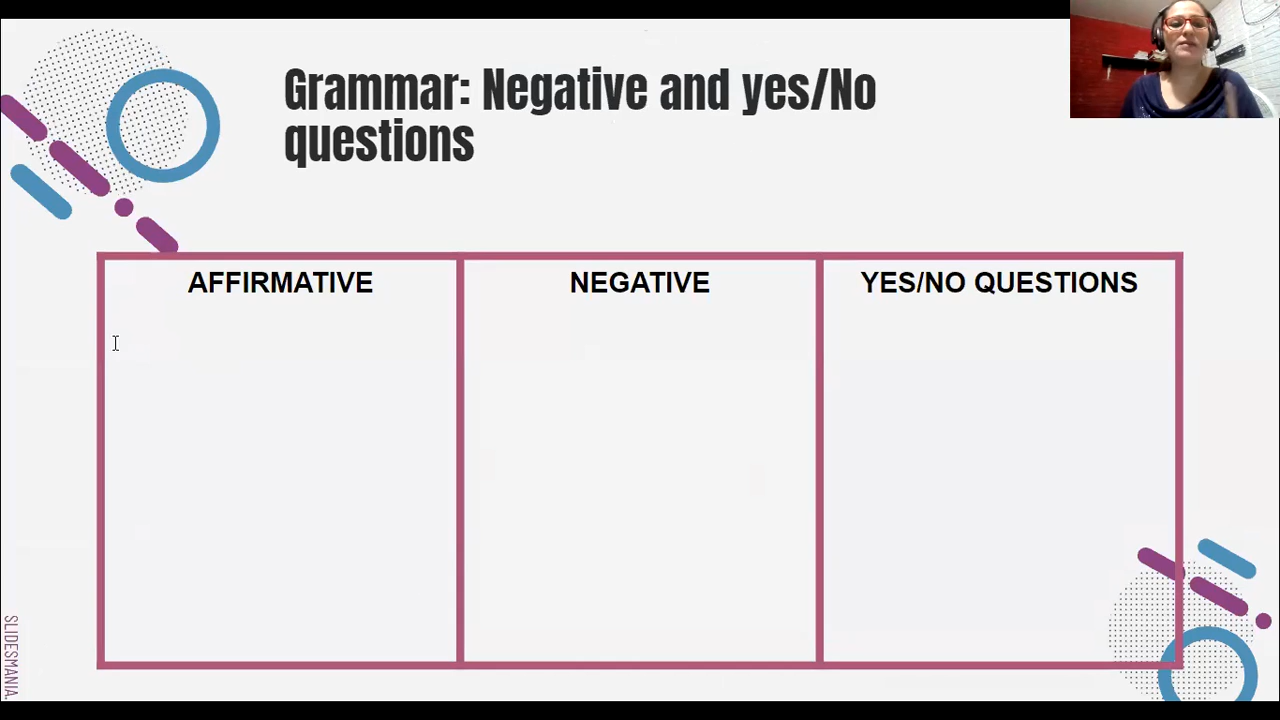 Grammar: Negative and yes/No
questions
AFFIRMATIVE
NEGATIVE
YES/NO QUESTIONS
SLIDESMANIA.